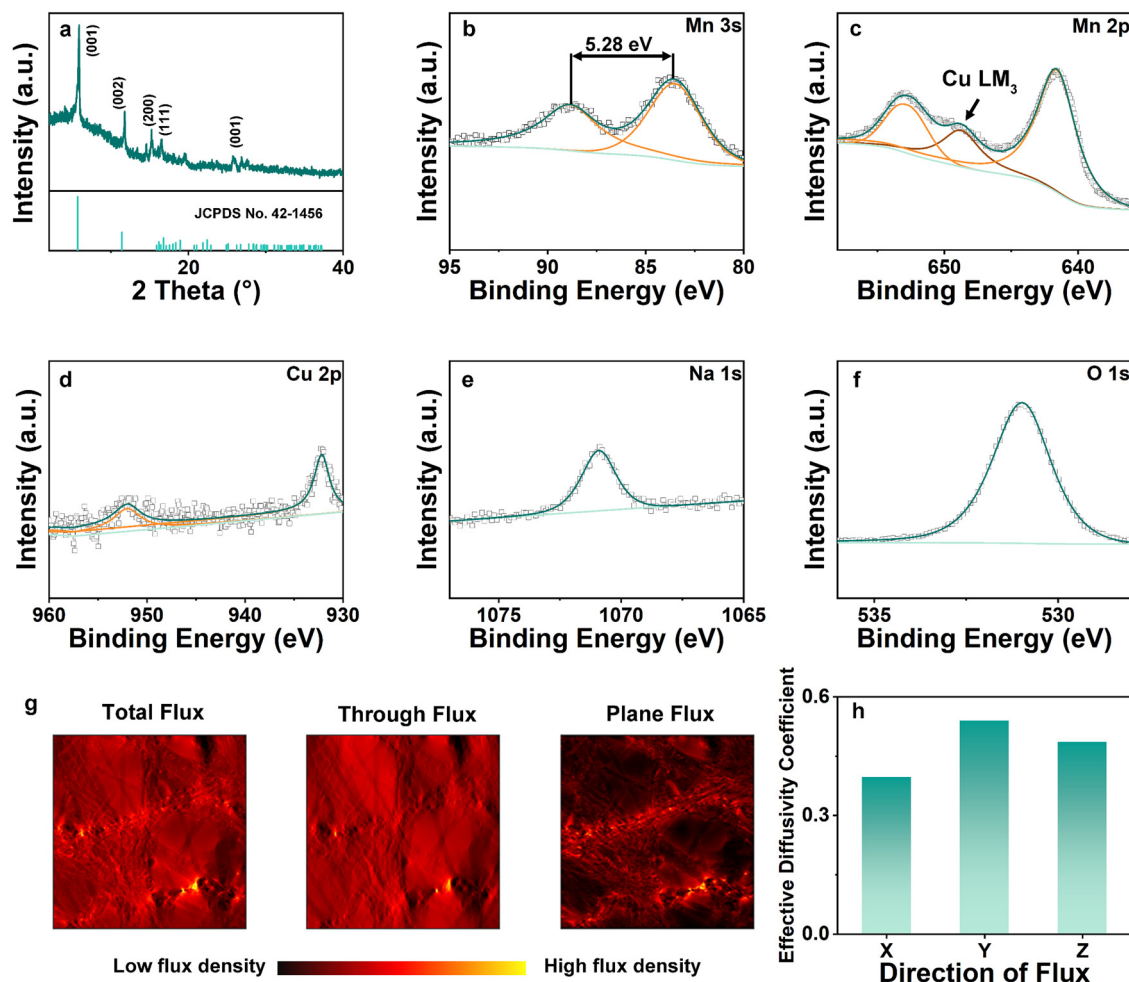 a
Intensity (a.u.)
(001)
(002)
(200)
(111)
(001)
JCPDS No. 42-1456
20
40
2 Theta (°)
b
Mn 3s
5.28 eV
Intensity (a.u.)
95
90
85
80
Binding Energy (eV)
c
Mn 2p
Cu LM₃
Intensity (a.u.)
650
640
Binding Energy (eV)
d
Cu 2p
Intensity (a.u.)
960
950
940
930
Binding Energy (eV)
e
Na 1s
Intensity (a.u.)
1075
1070
1065
Binding Energy (eV)
f
O 1s
Intensity (a.u.)
535
530
Binding Energy (eV)
g
Total Flux
Through Flux
Plane Flux
Low flux density
High flux density
h
Effective Diffusivity Coefficient
0.6
0.3
0.0
X
Y
Z
Direction of Flux